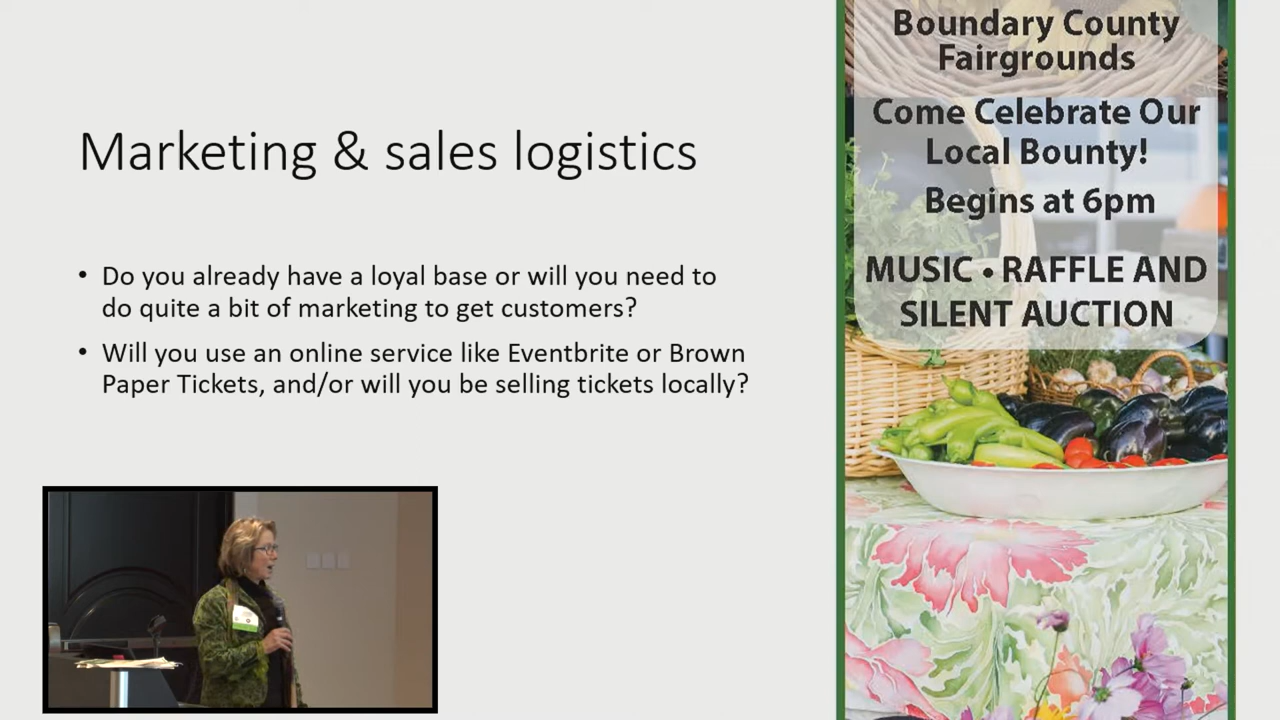 Marketing & sales logistics
• Do you already have a loyal base or will you need to
do quite a bit of marketing to get customers?
• Will you use an online service like Eventbrite or Brown
Paper Tickets, and/or will you be selling tickets locally?
Boundary County
Fairgrounds
Come Celebrate Our
Local Bounty!
Begins at 6pm
MUSIC • RAFFLE AND
SILENT AUCTION